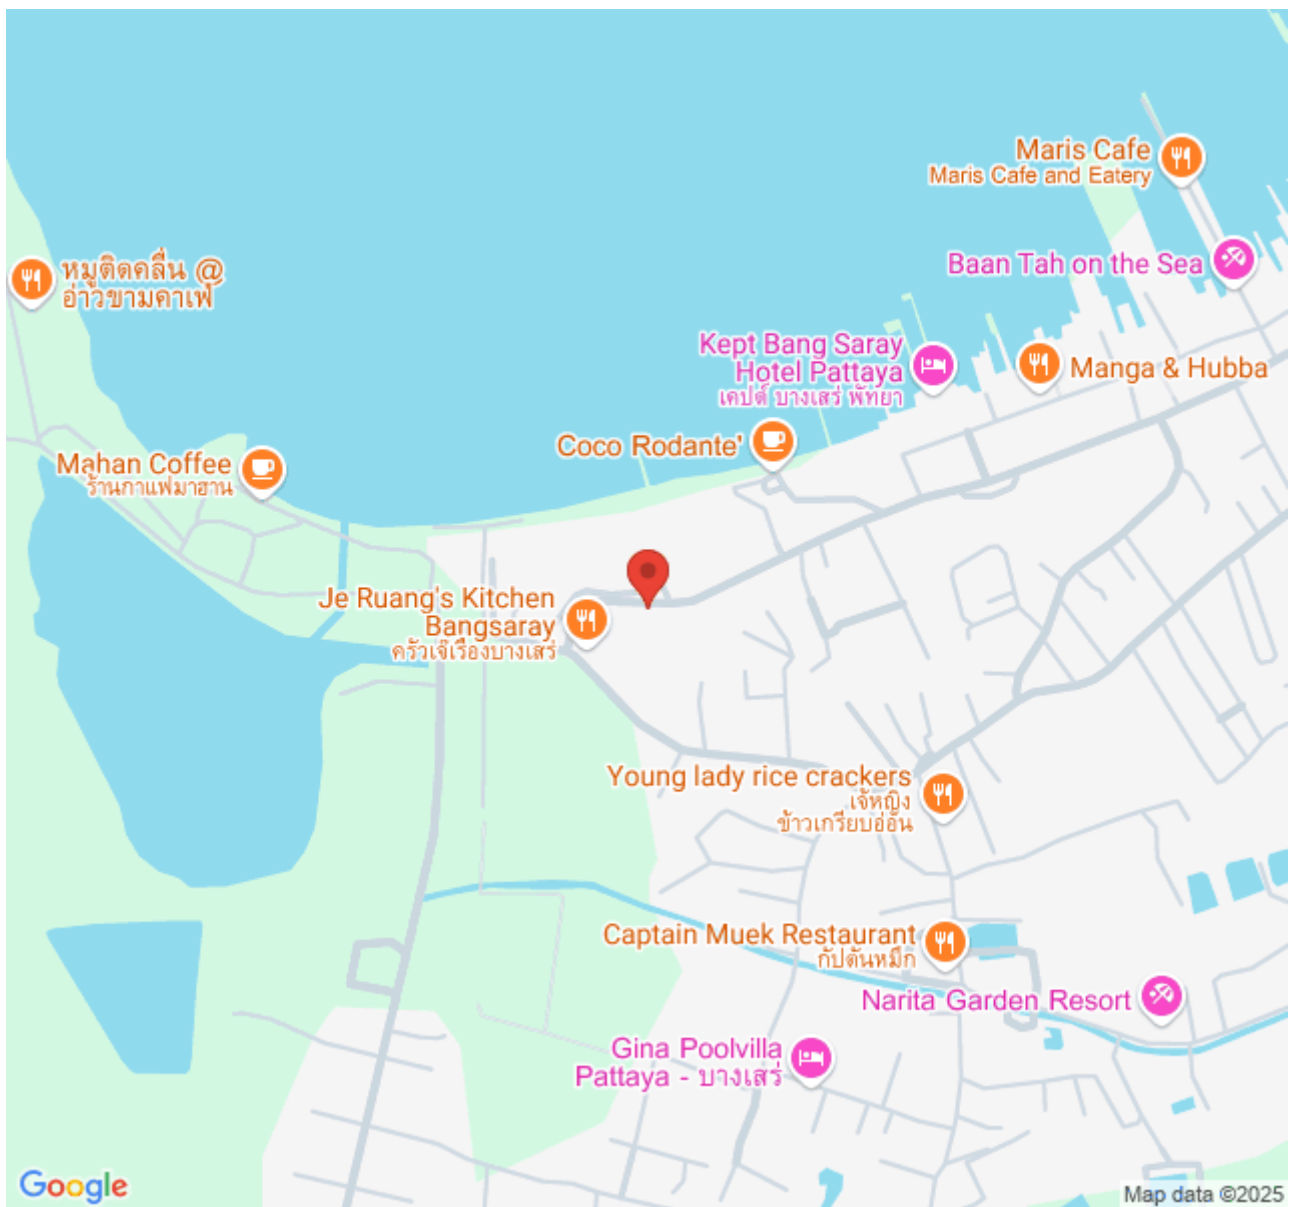 Maris Cafe
Maris Cafe and Eatery
หมูติดคลื่น @
อ่าวขามคาเฟ่
Baan Tah on the Sea
Kept Bang Saray
Hotel Pattaya
เคปต์ บางเสร่ พัทยา
Manga & Hubba
Coco Rodante'
Mahan Coffee
ร้านกาแฟมาฮาน
Je Ruang's Kitchen
Bangsaray
ครัวเจ๊เรืองบางเสร่
Young lady rice crackers
เจ้หญิง
ข้าวเกรียบอ่อน
Captain Muek Restaurant
กัปตันหมึก
Narita Garden Resort
Gina Poolvilla
Pattaya - บางเสร่
Google
Map data ©2025